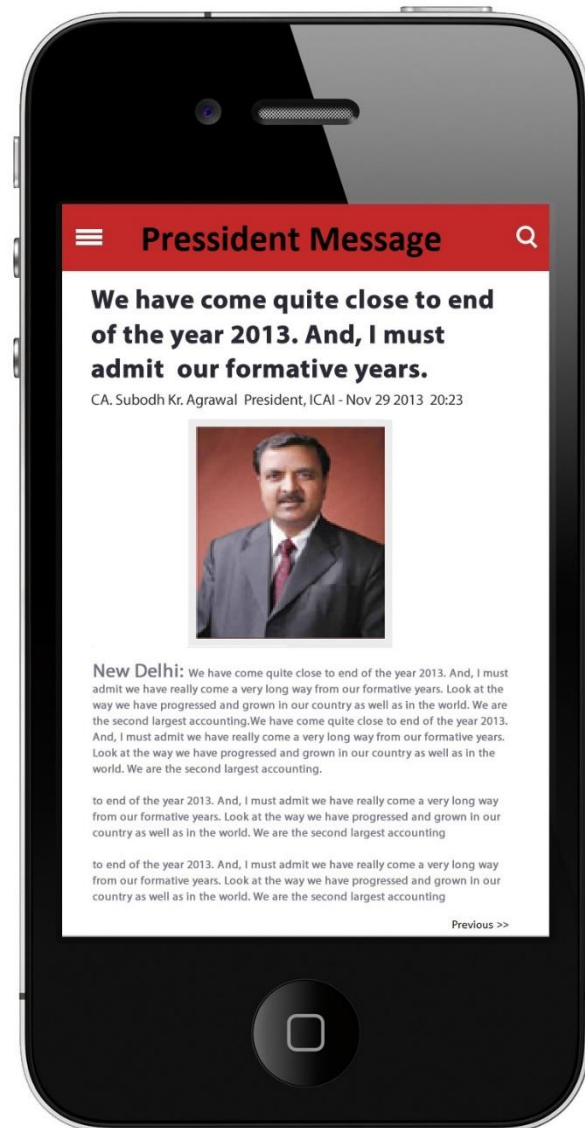 Pressident Message
We have come quite close to end
of the year 2013. And, I must
admit our formative years.
CA. Subodh Kr. Agrawal President, ICAI - Nov 29 2013 20:23
New Delhi: We have come quite close to end of the year 2013. And, I must
admit we have really come a very long way from our formative years. Look at the
way we have progressed and grown in our country as well as in the world. We are
the second largest accounting.We have come quite close to end of the year 2013.
And, I must admit we have really come a very long way from our formative years.
Look at the way we have progressed and grown in our country as well as in the
world. We are the second largest accounting.
to end of the year 2013. And, I must admit we have really come a very long way
from our formative years. Look at the way we have progressed and grown in our
country as well as in the world. We are the second largest accounting
to end of the year 2013. And, I must admit we have really come a very long way
from our formative years. Look at the way we have progressed and grown in our
country as well as in the world. We are the second largest accounting
Previous >>